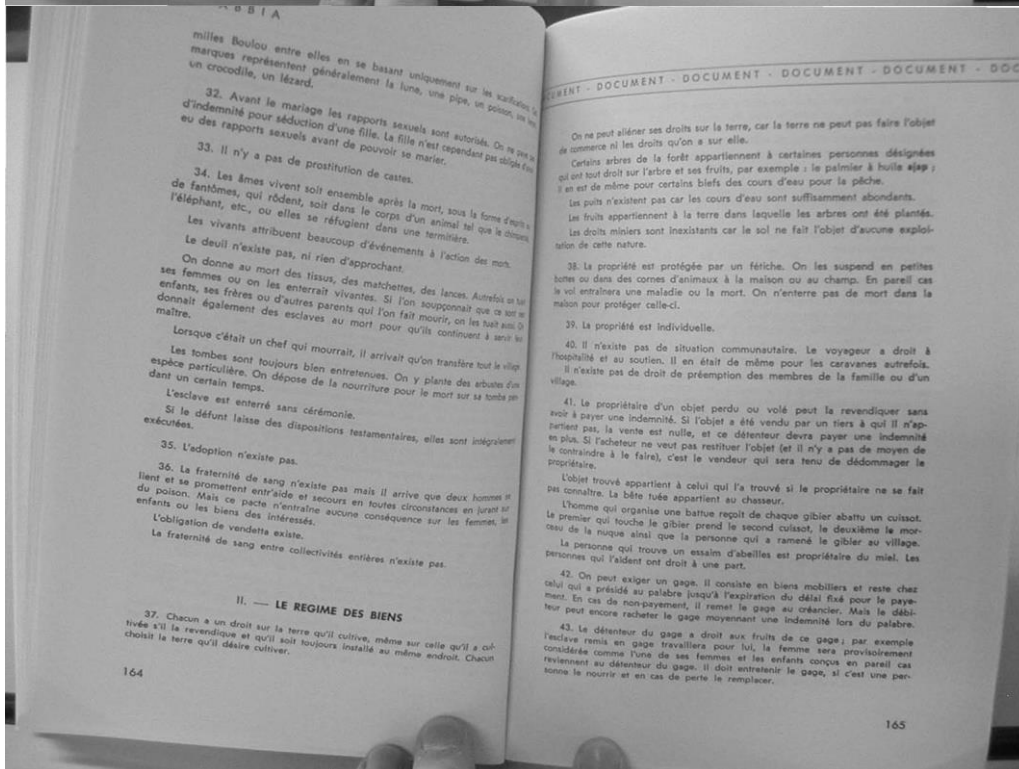 ABBIA
milles Boulou entre elles en se basant uniquement sur les scarifications. Ces
marques représentent généralement la lune, une pipe, un poisson, une
un crocodile, un lézard.
32. Avant le mariage les rapports sexuels sont autorisés. On ne paie pas
d'indemnité pour séduction d'une fille. La fille n'est cependant pas obligée d'avoir
eu des rapports sexuels avant de pouvoir se marier.
33. Il n'y a pas de prostitution de castes.
34. Les âmes vivent soit ensemble après la mort, sous la forme d'esprits ou
de fantômes, qui rôdent, soit dans le corps d'un animal tel que le chimpanzé,
l'éléphant, etc., ou elles se réfugient dans une termitière.
Les vivants attribuent beaucoup d'événements à l'action des morts.
Le deuil n'existe pas, ni rien d'approchant.
On donne au mort des tissus, des matchettes, des lances. Autrefois on tuait
ses femmes ou on les enterrait vivantes. Si l'on soupçonnait que ce sont ses
enfants, ses frères ou d'autres parents qui l'on fait mourir, on les tuait aussi. On
donnait également des esclaves au mort pour qu'ils continuent à servir leur
maître.
Lorsque c'était un chef qui mourrait, il arrivait qu'on transfère tout le village.
Les tombes sont toujours bien entretenues. On y plante des arbustes d'une
espèce particulière. On dépose de la nourriture pour le mort sur sa tombe pen-
dant un certain temps.
L'esclave est enterré sans cérémonie.
Si le défunt laisse des dispositions testamentaires, elles sont intégralement
exécutées.
35. L'adoption n'existe pas.
36. La fraternité de sang n'existe pas mais il arrive que deux hommes se
lient et se promettent entr'aide et secours en toutes circonstances en jurant sur
du poison. Mais ce pacte n'entraîne aucune conséquence sur les femmes, les
enfants ou les biens des intéressés.
L'obligation de vendetta existe.
La fraternité de sang entre collectivités entières n'existe pas.
II. — LE REGIME DES BIENS
37. Chacun a un droit sur la terre qu'il cultive, même sur celle qu'il a cul-
tivée s'il la revendique et qu'il soit toujours installé au même endroit. Chacun
choisit la terre qu'il désire cultiver.
164
CUMENT - DOCUMENT - DOCUMENT - DOCUMENT - DOCUMENT - DOC
On ne peut aliéner ses droits sur la terre, car la terre ne peut pas faire l'objet
de commerce ni les droits qu'on a sur elle.
Certains arbres de la forêt appartiennent à certaines personnes désignées
qui ont tout droit sur l'arbre et ses fruits, par exemple : le palmier à huile ajap ;
il en est de même pour certains biefs des cours d'eau pour la pêche.
Les puits n'existent pas car les cours d'eau sont suffisamment abondents.
Les fruits appartiennent à la terre dans laquelle les arbres ont été plantés.
Les droits miniers sont inexistants car le sol ne fait l'objet d'aucune exploi-
tation de cette nature.
38. La propriété est protégée par un fétiche. On les suspend en petites
bottes ou dans des cornes d'animaux à la maison ou au champ. En pareil cas
le vol entraînera une maladie ou la mort. On n'enterre pas de mort dans la
maison pour protéger celle-ci.
39. La propriété est individuelle.
40. Il n'existe pas de situation communautaire. Le voyageur a droit à
l'hospitalité et au soutien. Il en était de même pour les caravanes autrefois.
Il n'existe pas de droit de préemption des membres de la famille ou d'un
village.
41. Le propriétaire d'un objet perdu ou volé peut la revendiquer sans
avoir à payer une indemnité. Si l'objet a été vendu par un tiers à qui il n'ap-
partient pas, la vente est nulle, et ce détenteur devra payer une indemnité
en plus. Si l'acheteur ne veut pas restituer l'objet (et il n'y a pas de moyen de
le contraindre à le faire), c'est le vendeur qui sera tenu de dédommager le
propriétaire.
L'objet trouvé appartient à celui qui l'a trouvé si le propriétaire ne se fait
pas connaître. La bête tuée appartient au chasseur.
L'homme qui organise une battue reçoit de chaque gibier abattu un cuissot.
Le premier qui touche le gibier prend le second cuissot, le deuxième le mor-
ceau de la nuque ainsi que la personne qui a ramené le gibier au village.
La personne qui trouve un essaim d'abeilles est propriétaire du miel. Les
personnes qui l'aident ont droit à une part.
42. On peut exiger un gage. Il consiste en biens mobiliers et reste chez
celui qui a présidé au palabre jusqu'à l'expiration du délai fixé pour le paye-
ment. En cas de non-payement, il remet le gage au créancier. Mais le débi-
teur peut encore racheter le gage moyennant une indemnité lors du palabre.
43. Le détenteur du gage a droit aux fruits de ce gage ; par exemple
l'esclave remis en gage travaillera pour lui, la femme sera provisoirement
considérée comme l'une de ses femmes et les enfants conçus en pareil cas
reviennent au détenteur du gage. Il doit entretenir le gage, si c'est une per-
sonne le nourrir et en cas de perte le remplacer.
165